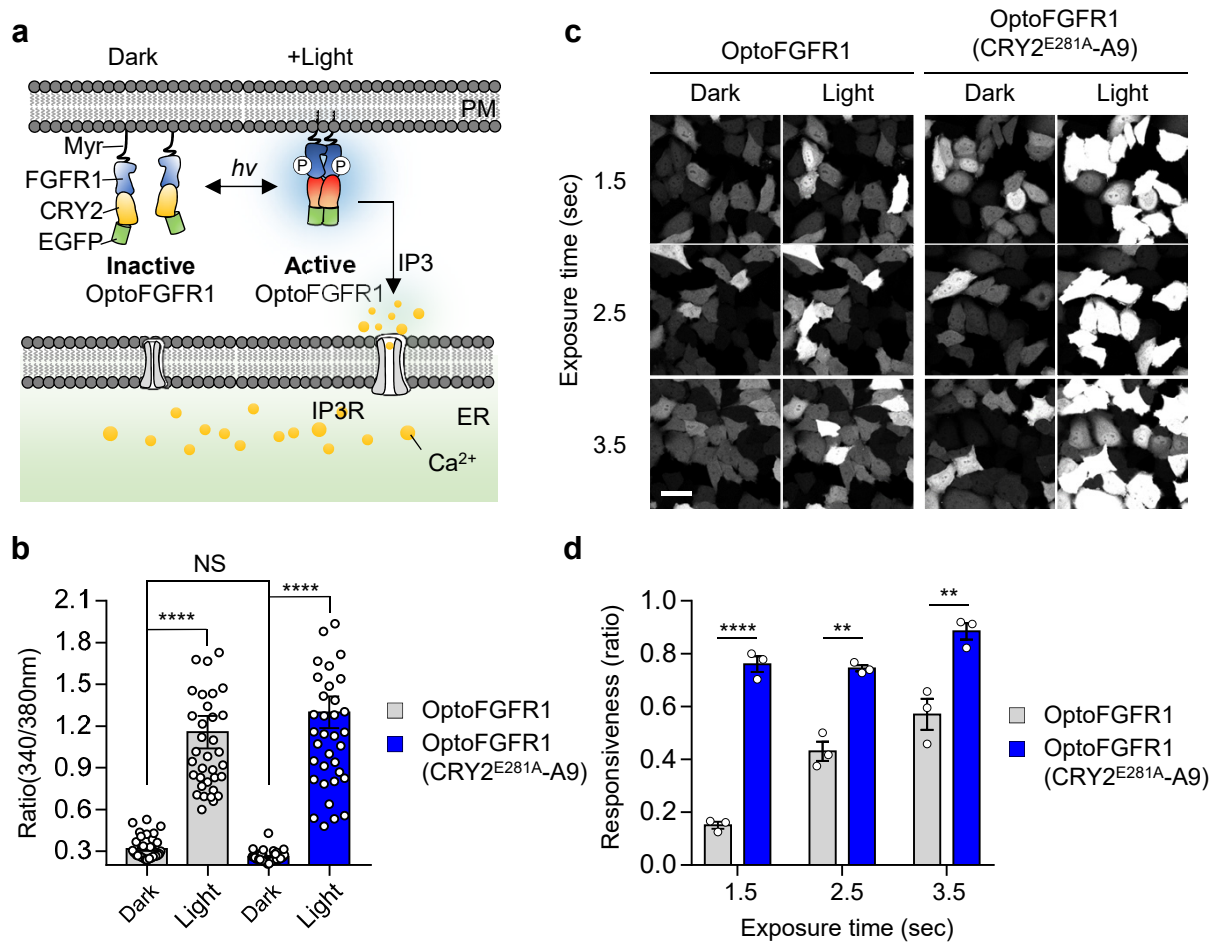 a
Dark
+Light
PM
Myr
FGFR1
CRY2
EGFP
hv
P
P
Inactive
OptoFGFR1
Active
OptoFGFR1
IP3
IP3R
ER
Ca2+
b
NS
****
****
Ratio(340/380nm)
2.1
1.8
1.5
1.2
0.9
0.6
0.3
Dark
Light
Dark
Light
OptoFGFR1
OptoFGFR1
(CRY2E281A-A9)
c
OptoFGFR1
OptoFGFR1
(CRY2E281A-A9)
Dark
Light
Dark
Light
Exposure time (sec)
1.5
2.5
3.5
d
Responsiveness (ratio)
1.0
0.8
0.6
0.4
0.2
0.0
****
**
**
1.5
2.5
3.5
Exposure time (sec)
OptoFGFR1
OptoFGFR1
(CRY2E281A-A9)